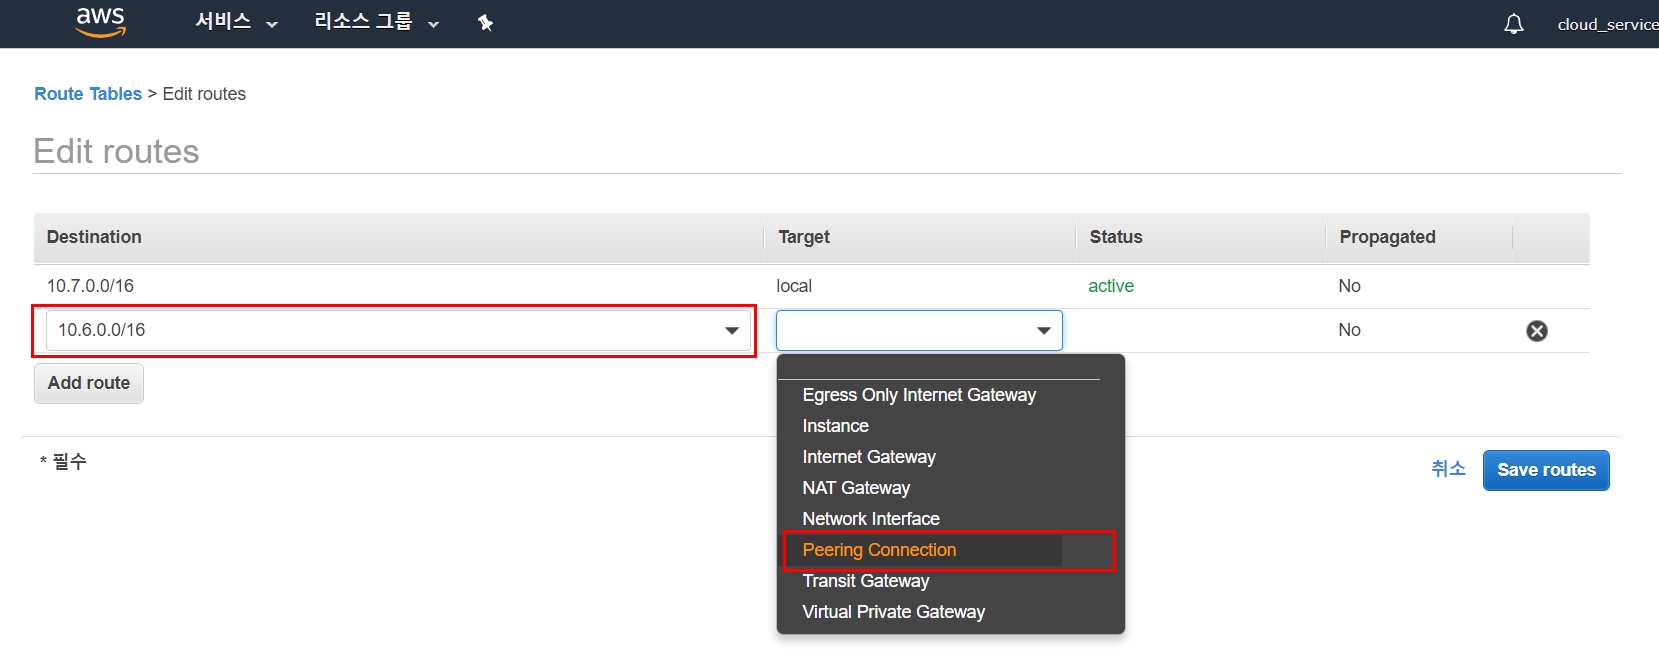 aws 서비스 리소스 그룹 cloud_service
Route Tables > Edit routes
Edit routes
Destination Target Status Propagated
10.7.0.0/16 local active No
10.6.0.0/16 No
Add route
Egress Only Internet Gateway
Instance
Internet Gateway
NAT Gateway
Network Interface
Peering Connection
Transit Gateway
Virtual Private Gateway
* 필수
취소 Save routes